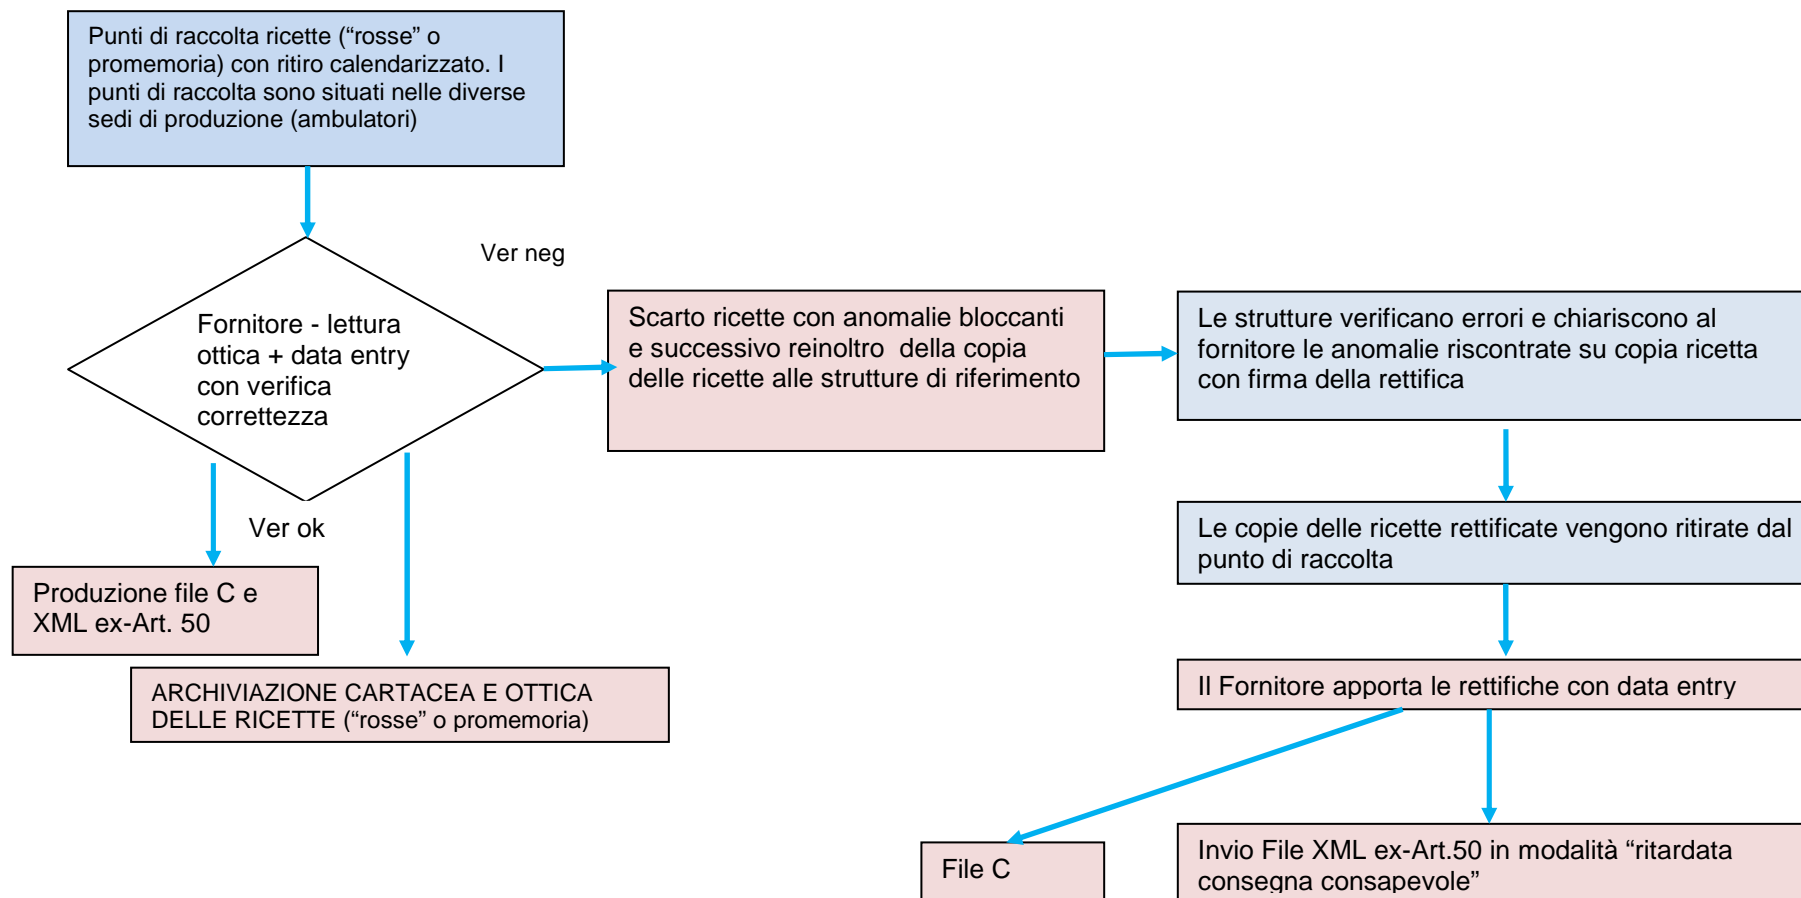 Punti di raccolta ricette (“rosse” o
promemoria) con ritiro calendarizzato. I
punti di raccolta sono situati nelle diverse
sedi di produzione (ambulatori)
Ver neg
Fornitore - lettura
ottica + data entry
con verifica
correttezza
Scarto ricette con anomalie bloccanti
e successivo reinoltro  della copia
delle ricette alle strutture di riferimento
Le strutture verificano errori e chiariscono al
fornitore le anomalie riscontrate su copia ricetta
con firma della rettifica
Ver ok
Le copie delle ricette rettificate vengono ritirate dal
punto di raccolta
Produzione file C e
XML ex-Art. 50
ARCHIVIAZIONE CARTACEA E OTTICA
DELLE RICETTE (“rosse” o promemoria)
Il Fornitore apporta le rettifiche con data entry
File C
Invio File XML ex-Art.50 in modalità “ritardata
consegna consapevole”